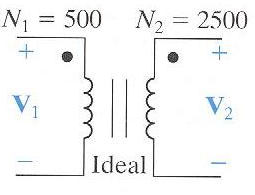 N₁ = 500 N₂ = 2500
+ +
V₁ V₂
− −
Ideal